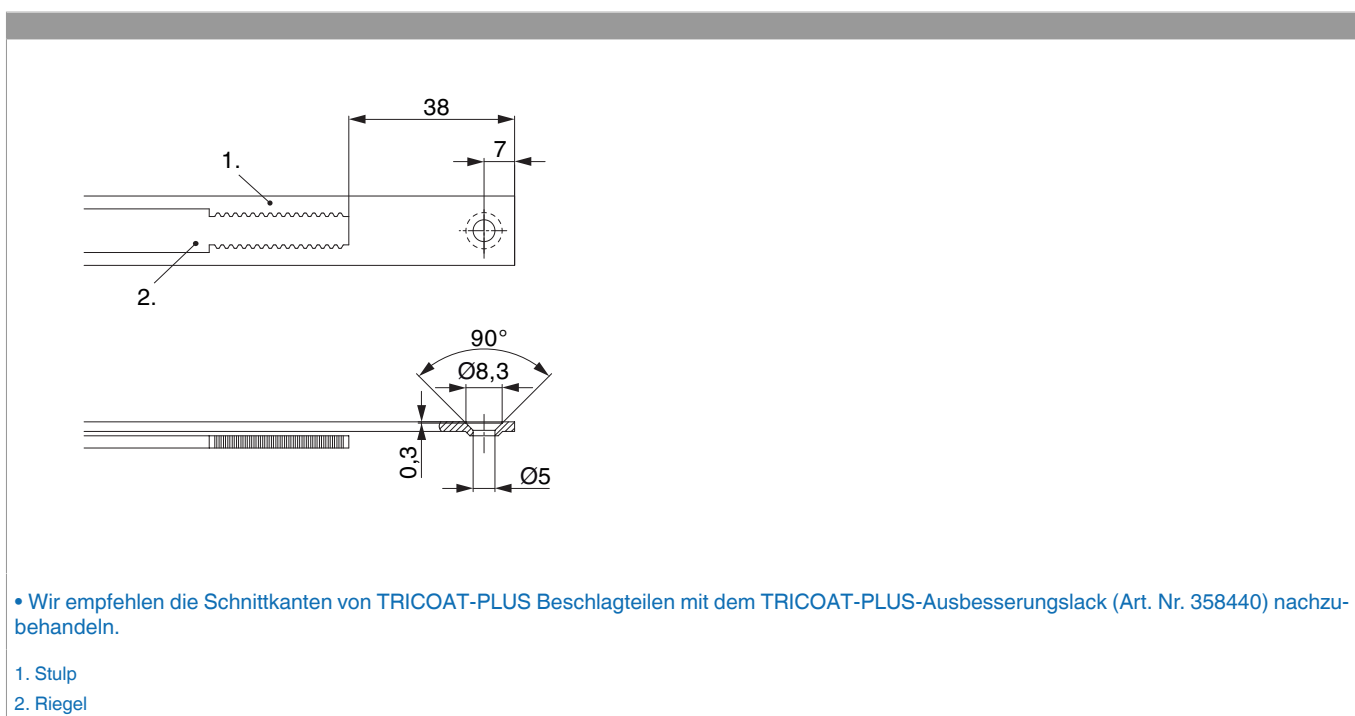 38
7
1.
2.
90°
Ø8,3
0,3
Ø5
• Wir empfehlen die Schnittkanten von TRICOAT-PLUS Beschlagteilen mit dem TRICOAT-PLUS-Ausbesserungslack (Art. Nr. 358440) nachzu-
behandeln.
1. Stulp
2. Riegel